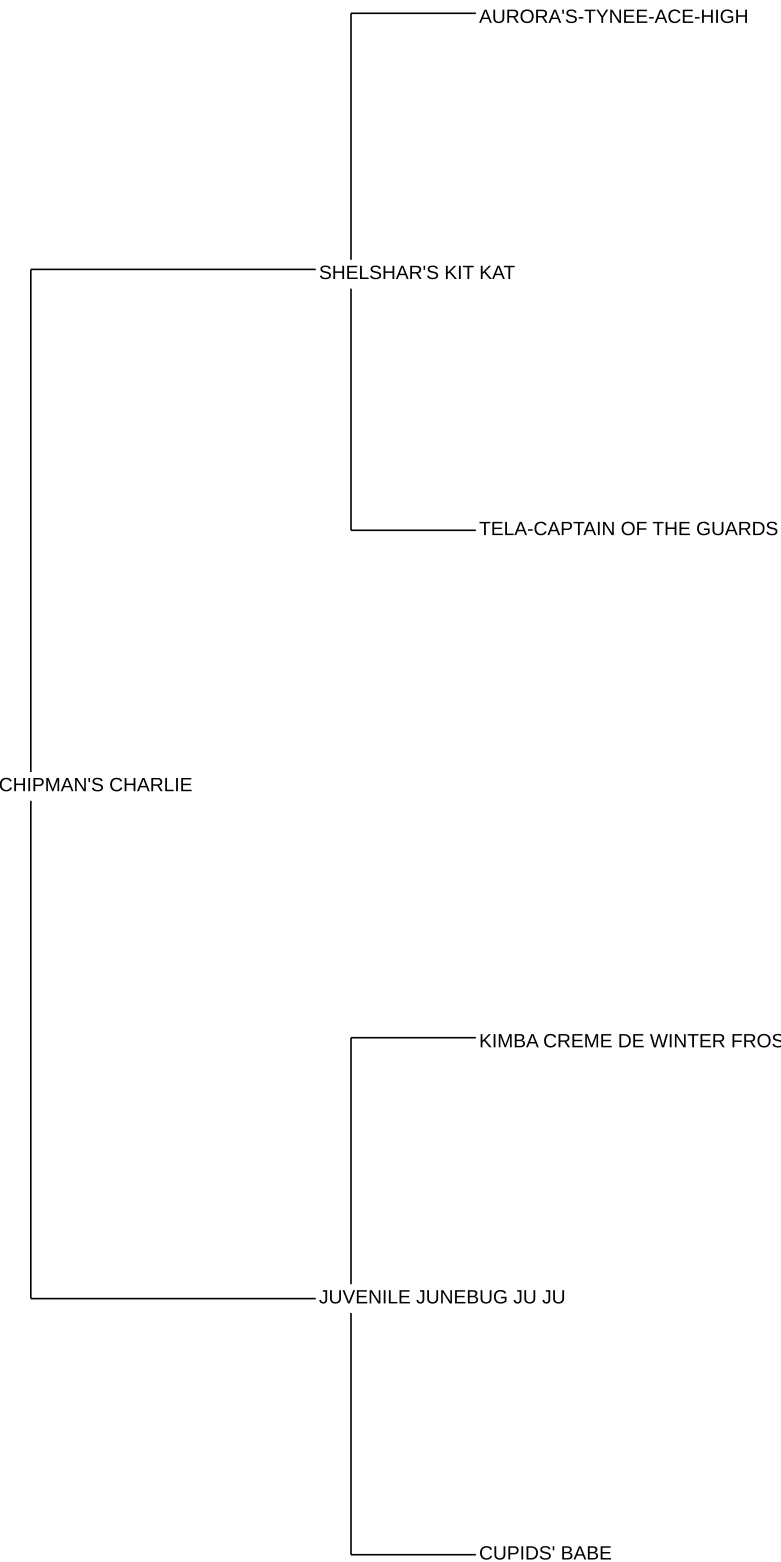 AURORA'S-TYNEE-ACE-HIGH
SHELSHAR'S KIT KAT
TELA-CAPTAIN OF THE GUARDS
CHIPMAN'S CHARLIE
KIMBA CREME DE WINTER
JUVENILE JUNEBUG JU JU
CUPIDS' BABE